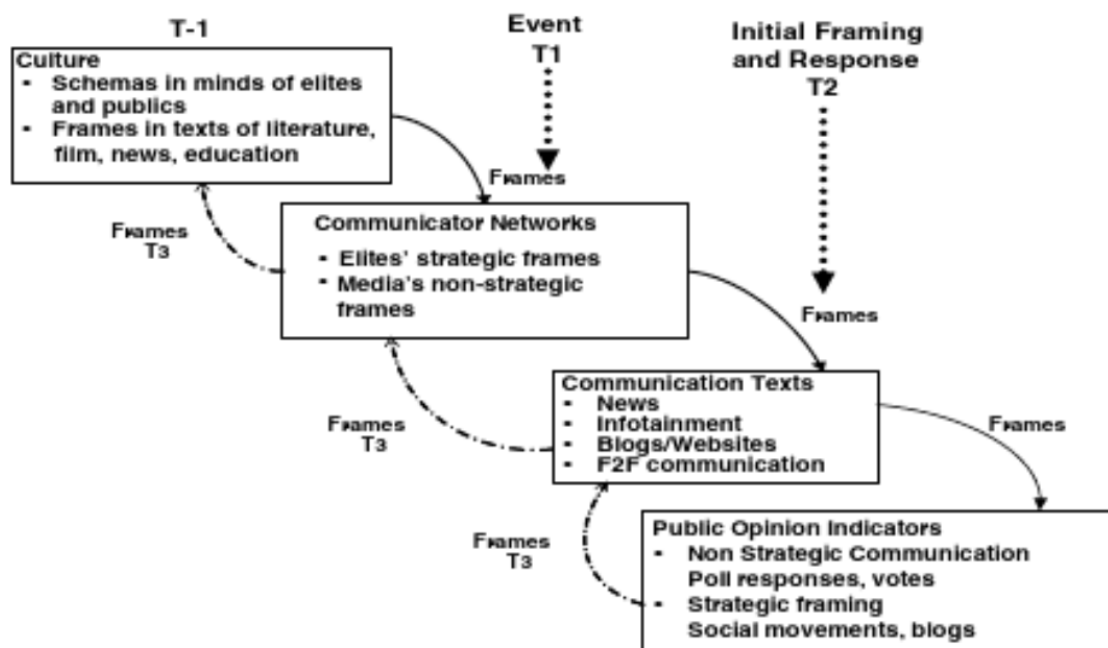 T-1
Event
T1
Initial Framing
and Response
T2
Culture
▪ Schemas in minds of elites
and publics
▪ Frames in texts of literature,
film, news, education
Frames
Frames
T3
Communicator Networks
▪ Elites' strategic frames
▪ Media's non-strategic
frames
Frames
Frames
T3
Communication Texts
▪ News
▪ Infotainment
▪ Blogs/Websites
▪ F2F communication
Frames
Frames
T3
Public Opinion Indicators
▪ Non Strategic Communication
Poll responses, votes
▪ Strategic framing
Social movements, blogs